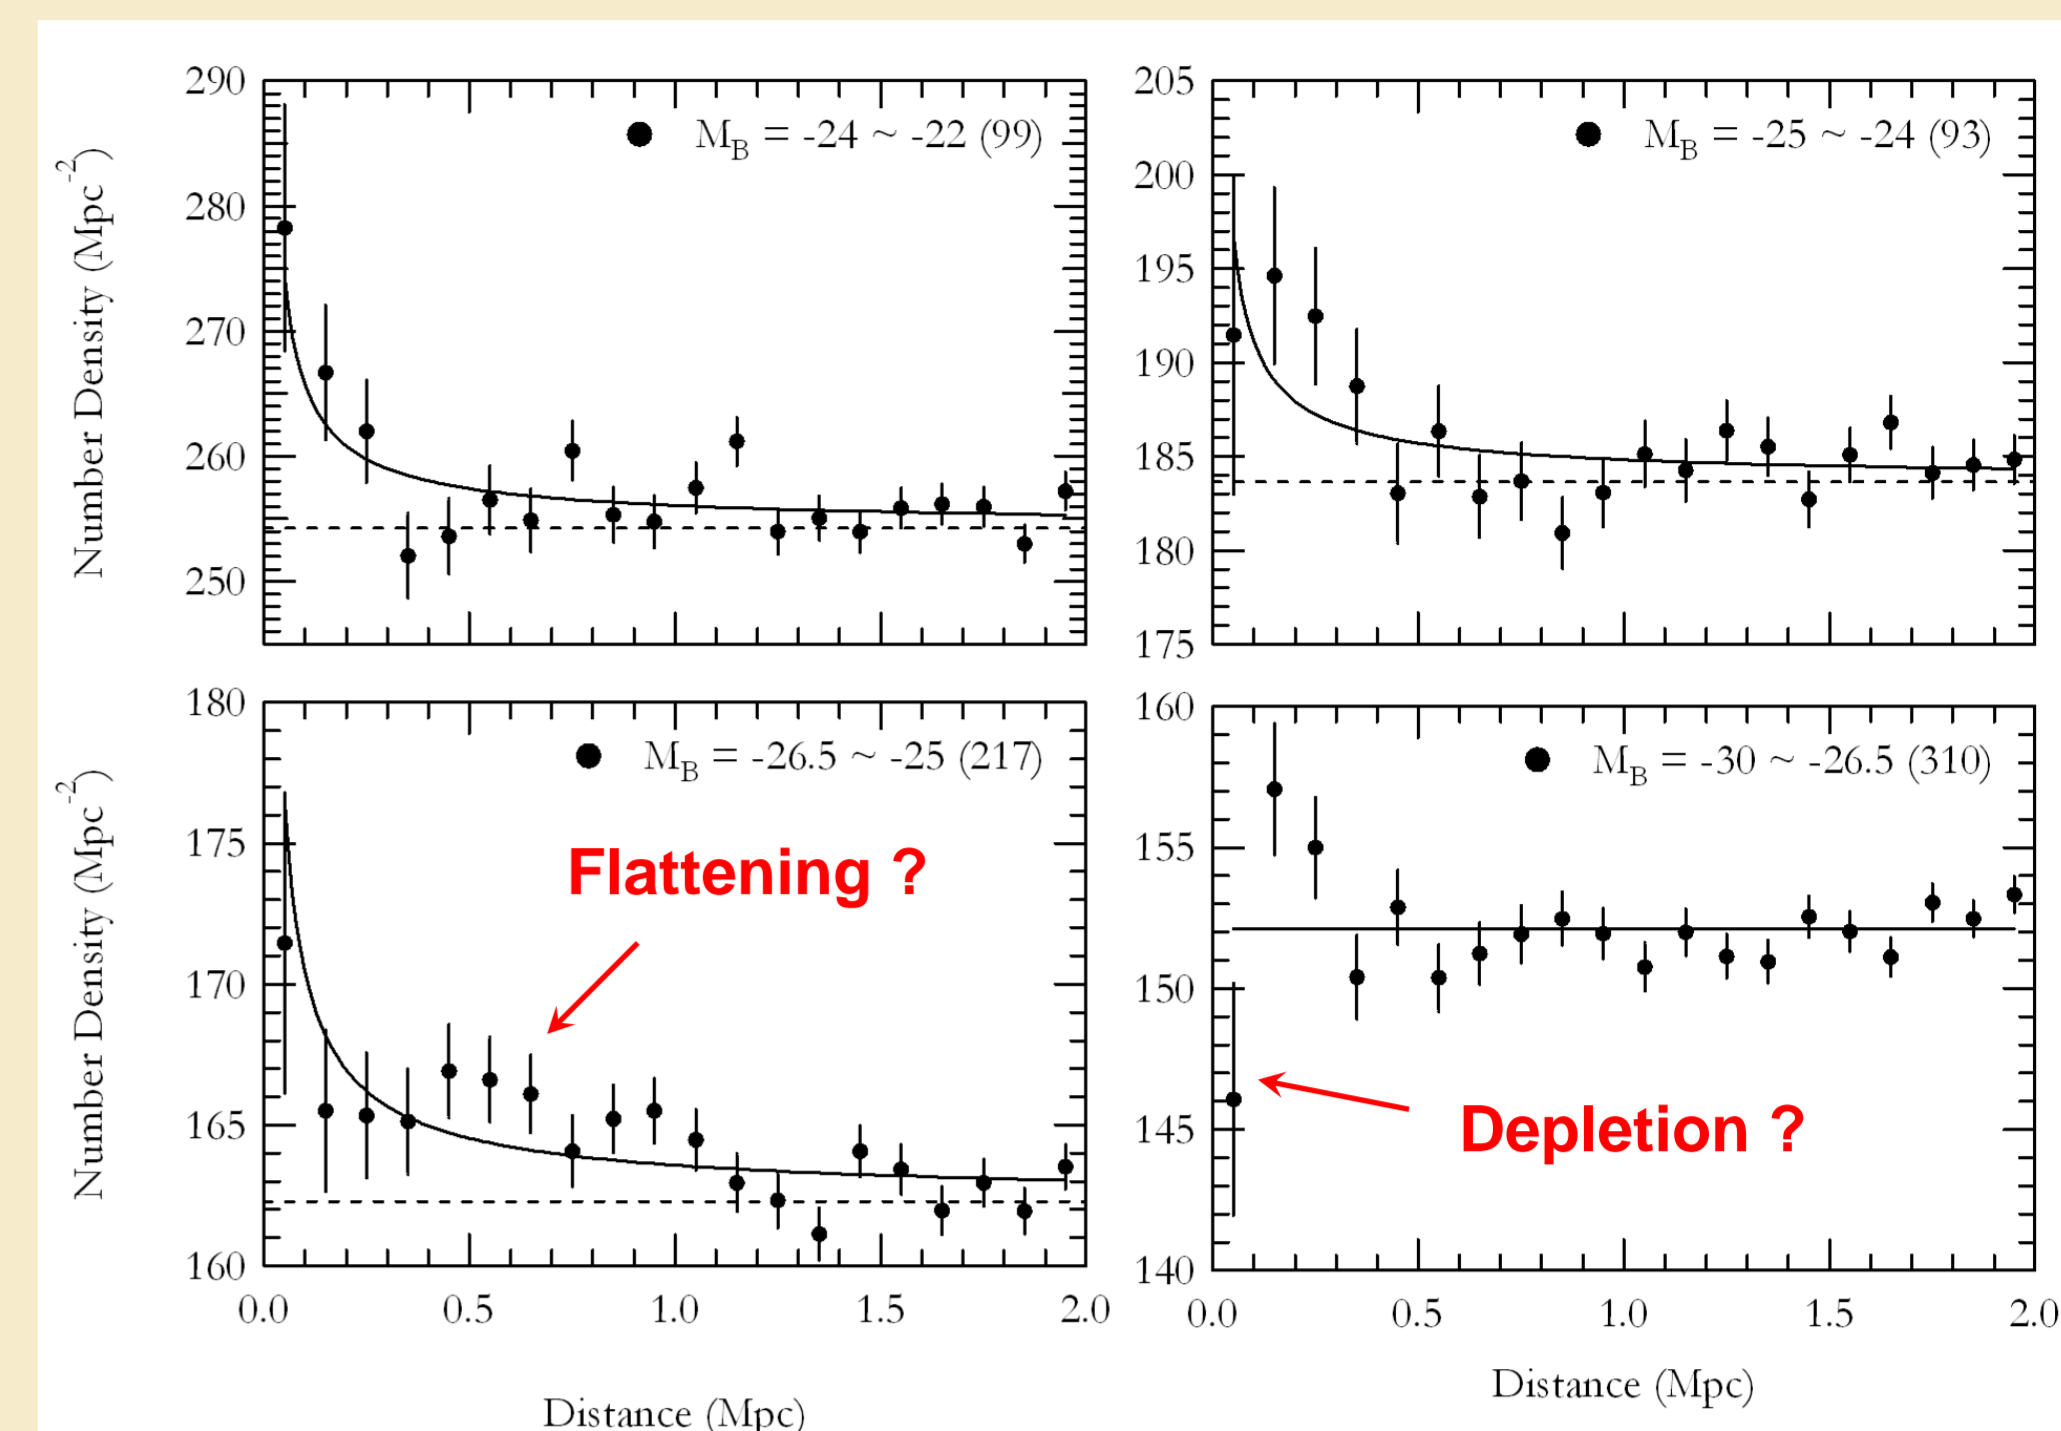 290
280
270
260
250
Number Density (Mpc⁻²)
M_B = -24 ~ -22 (99)
205
200
195
190
185
180
175
M_B = -25 ~ -24 (93)
180
175
170
165
160
Number Density (Mpc⁻²)
M_B = -26.5 ~ -25 (217)
Flattening ?
0.0 0.5 1.0 1.5 2.0
Distance (Mpc)
160
155
150
145
140
M_B = -30 ~ -26.5 (310)
Depletion ?
0.0 0.5 1.0 1.5 2.0
Distance (Mpc)